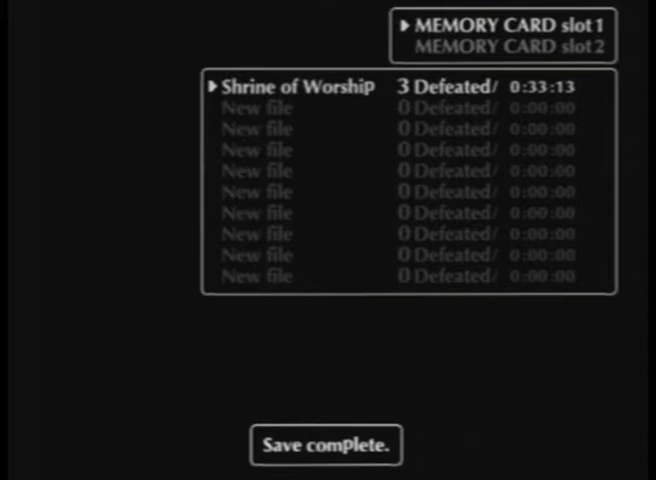 MEMORY CARD slot 1
MEMORY CARD slot 2
Shrine of Worship 3 Defeated/ 0:33:13
New file 0 Defeated/ 0:00:00
New file 0 Defeated/ 0:00:00
New file 0 Defeated/ 0:00:00
New file 0 Defeated/ 0:00:00
New file 0 Defeated/ 0:00:00
New file 0 Defeated/ 0:00:00
New file 0 Defeated/ 0:00:00
New file 0 Defeated/ 0:00:00
New file 0 Defeated/ 0:00:00
Save complete.